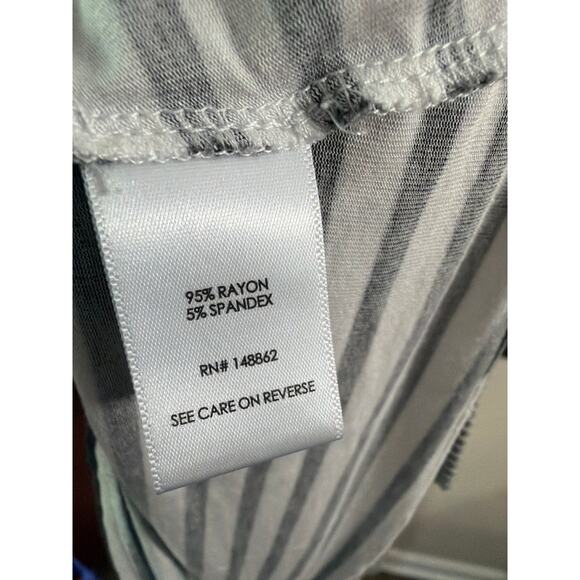 95% RAYON
5% SPANDEX
RN# 148862
SEE CARE ON REVERSE